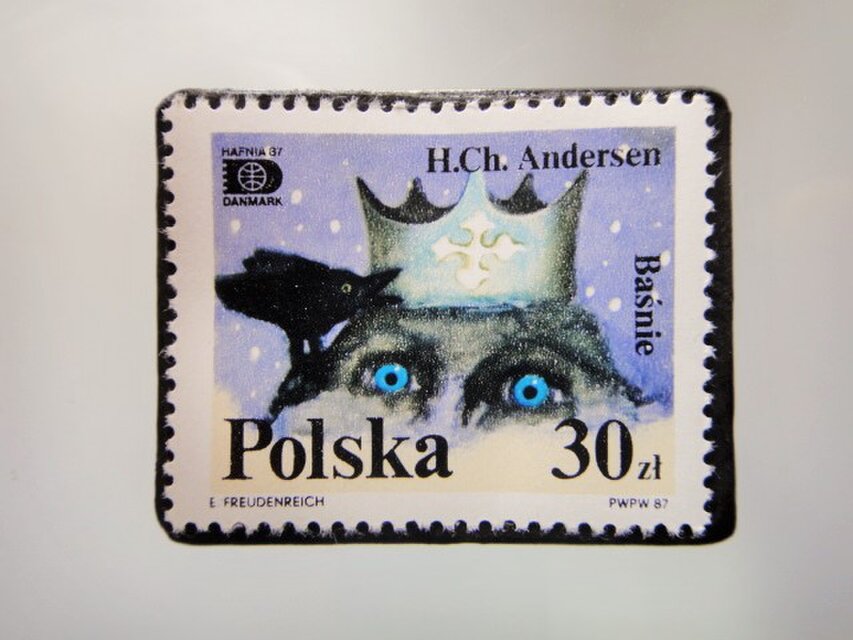 HAFNIA 87
DANMARK
H.Ch. Andersen
Baśnie
Polska 30 zł
E. FREUDENREICH PWPW 87